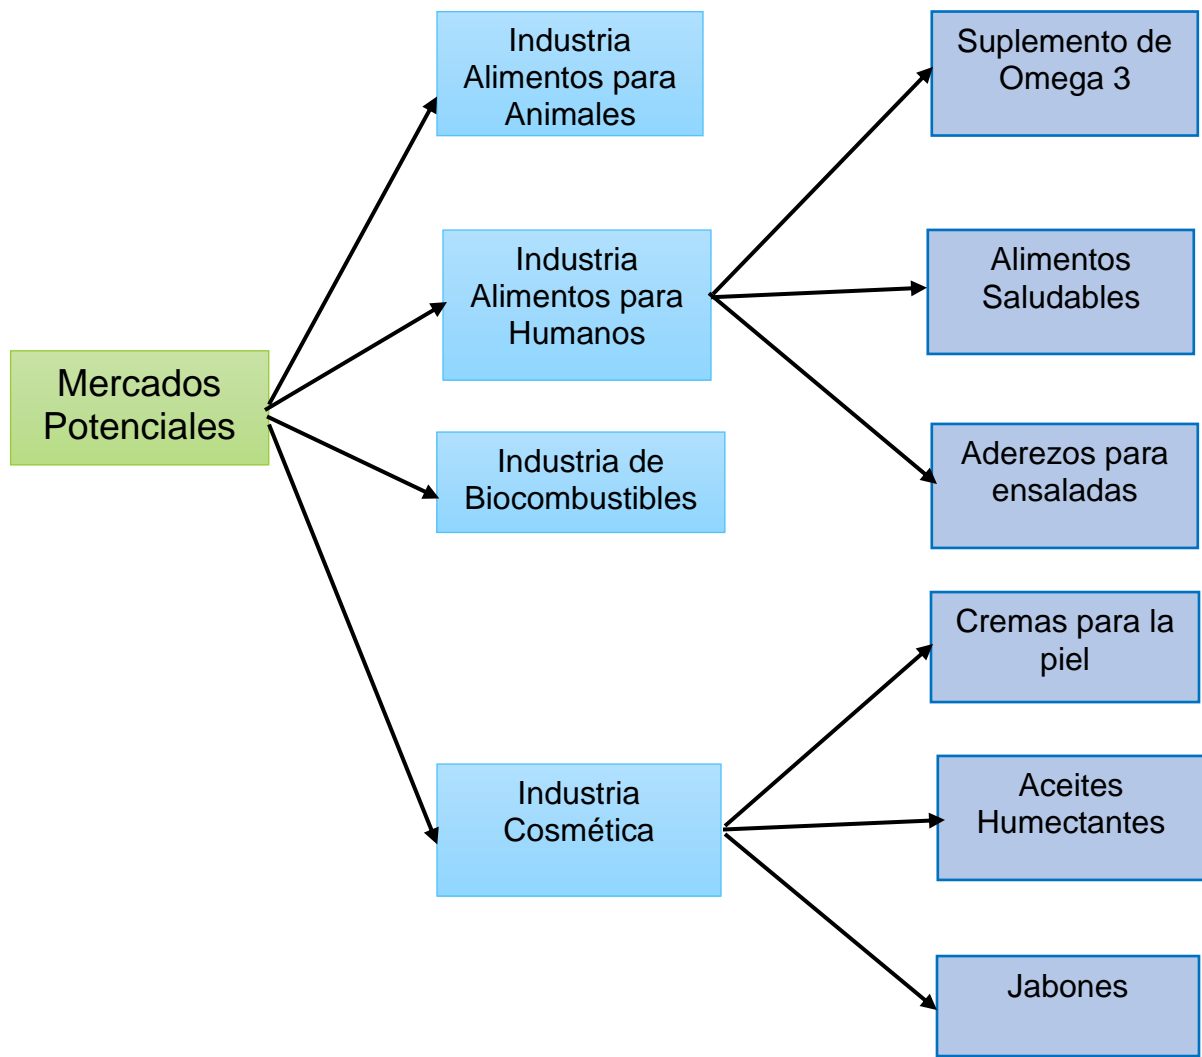 Mercados
Potenciales
Industria
Alimentos para
Animales
Industria
Alimentos para
Humanos
Industria de
Biocombustibles
Industria
Cosmética
Suplemento de
Omega 3
Alimentos
Saludables
Aderezos para
ensaladas
Cremas para la
piel
Aceites
Humectantes
Jabones